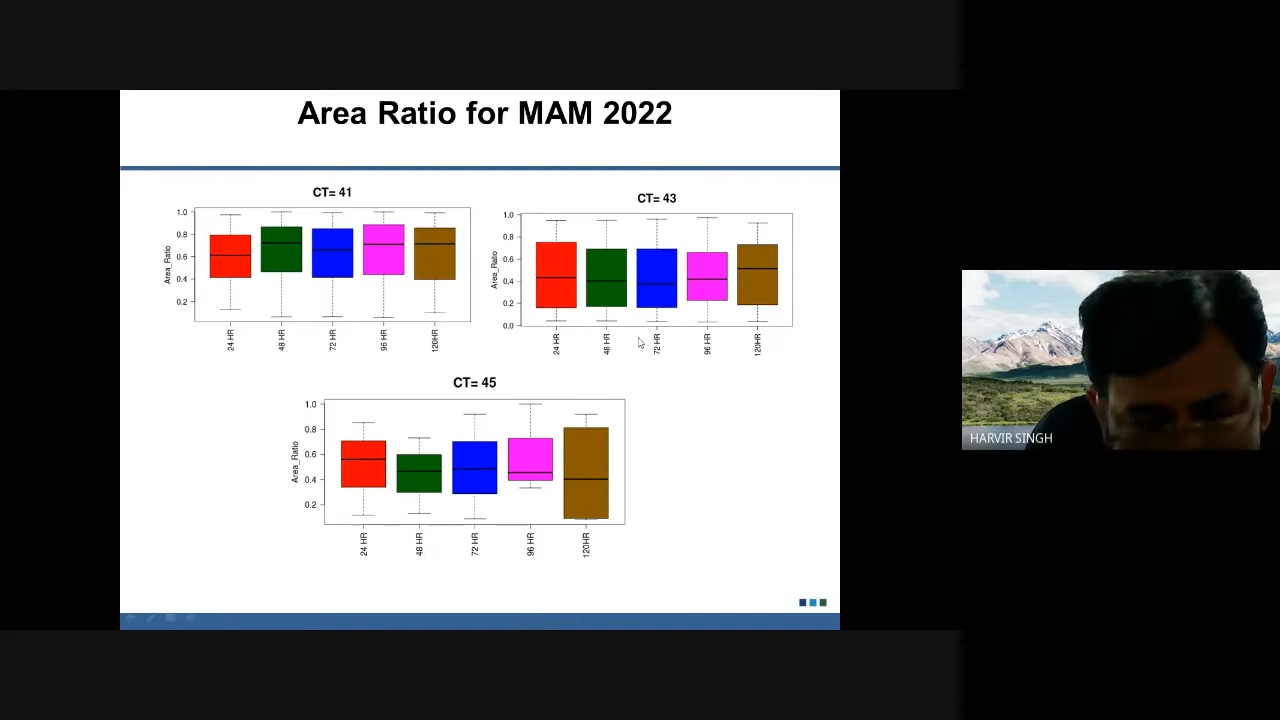 Area Ratio for MAM 2022
CT= 41
Area_Ratio
1.0
0.8
0.6
0.4
0.2
24 HR
48 HR
72 HR
96 HR
120HR
CT= 43
Area_Ratio
1.0
0.8
0.6
0.4
0.2
0.0
24 HR
48 HR
72 HR
96 HR
120HR
CT= 45
Area_Ratio
1.0
0.8
0.6
0.4
0.2
24 HR
48 HR
72 HR
96 HR
120HR
HARVIR SINGH